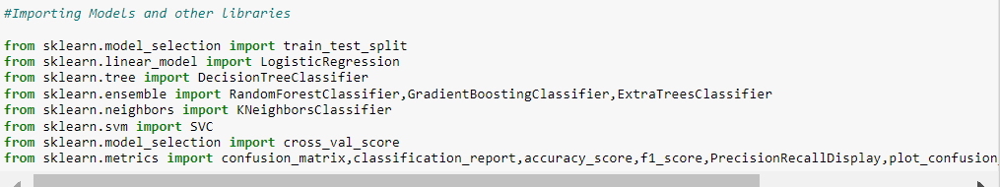 #Importing Models and other libraries
from sklearn.model_selection import train_test_split
from sklearn.linear_model import LogisticRegression
from sklearn.tree import DecisionTreeClassifier
from sklearn.ensemble import RandomForestClassifier,GradientBoostingClassifier,ExtraTreesClassifier
from sklearn.neighbors import KNeighborsClassifier
from sklearn.svm import SVC
from sklearn.model_selection import cross_val_score
from sklearn.metrics import confusion_matrix,classification_report,accuracy_score,f1_score,PrecisionRecallDisplay,plot_confusion_